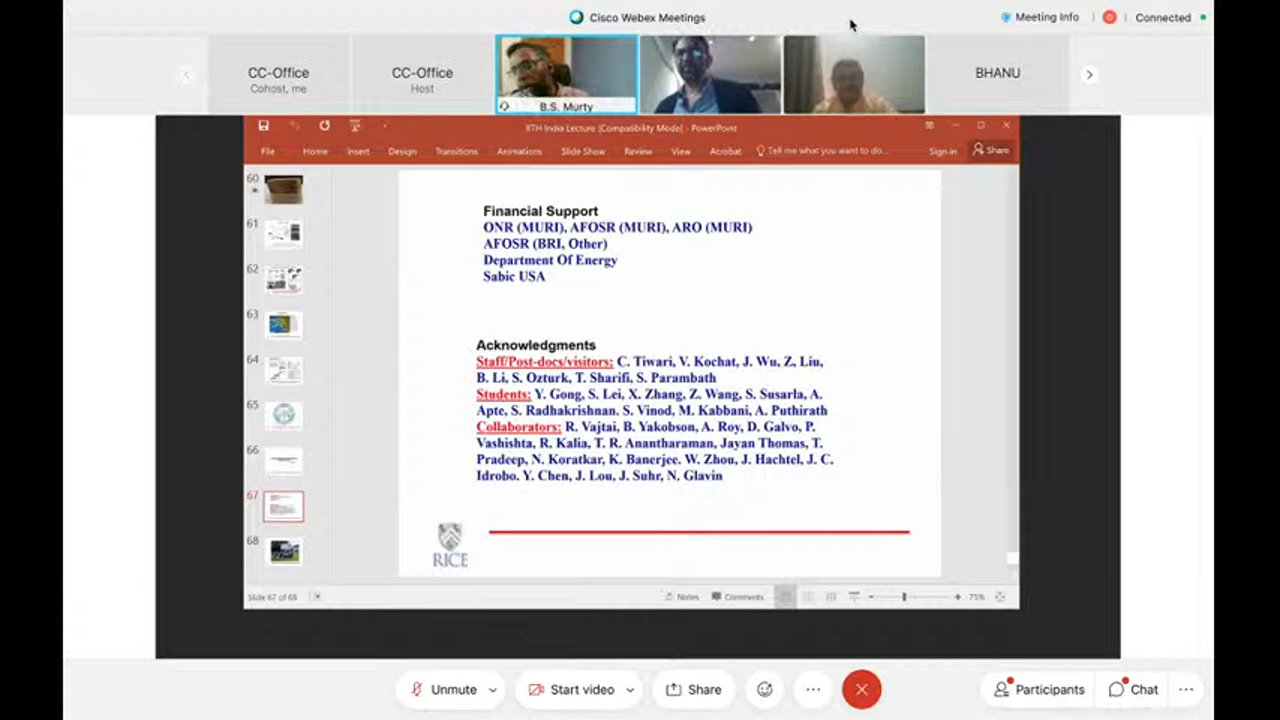 Cisco Webex Meetings
Meeting Info
Connected
CC-Office
Cohost, me
CC-Office
Host
B.S. Murty
BHANU
IITH India Lecture [Compatibility Mode] - PowerPoint
File Home Insert Design Transitions Animations Slide Show Review View Acrobat Tell me what you want to do... Sign in Share
60
61
62
63
64
65
66
67
68
Financial Support
ONR (MURI), AFOSR (MURI), ARO (MURI)
AFOSR (BRI, Other)
Department Of Energy
Sabic USA
Acknowledgments
Staff/Post-docs/visitors: C. Tiwari, V. Kochat, J. Wu, Z. Liu,
B. Li, S. Ozturk, T. Sharifi, S. Parambath
Students: Y. Gong, S. Lei, X. Zhang, Z. Wang, S. Susarla, A.
Apte, S. Radhakrishnan. S. Vinod, M. Kabbani, A. Puthirath
Collaborators: R. Vajtai, B. Yakobson, A. Roy, D. Galvo, P.
Vashishta, R. Kalia, T. R. Anantharaman, Jayan Thomas, T.
Pradeep, N. Koratkar, K. Banerjee. W. Zhou, J. Hachtel, J. C.
Idrobo. Y. Chen, J. Lou, J. Suhr, N. Glavin
RICE
Slide 67 of 68 Notes Comments 75%
Unmute Start video Share Participants Chat